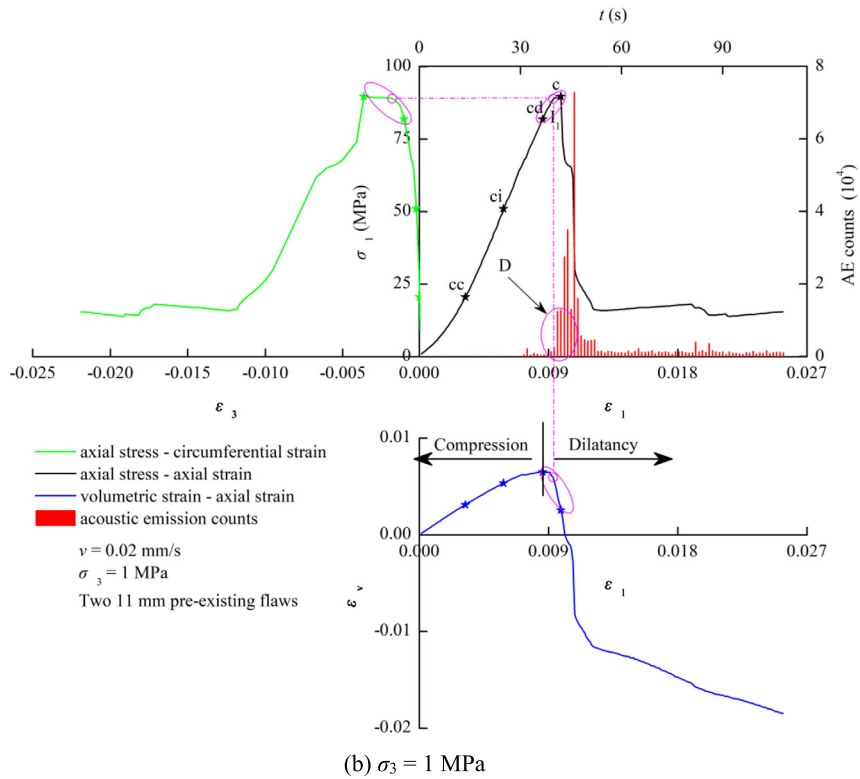 t (s)
0 30 60 90
100 8
75 6
50 4
25 2
0 0
σ 1 (MPa)
AE counts (10⁴)
c
cd I₁
ci
cc
D
-0.025 -0.020 -0.015 -0.010 -0.005 0.000 0.009 0.018 0.027
ε 3 ε 1
axial stress - circumferential strain
axial stress - axial strain
volumetric strain - axial strain
acoustic emission counts
v = 0.02 mm/s
σ 3 = 1 MPa
Two 11 mm pre-existing flaws
0.01
Compression Dilatancy
0.00
0.000 0.009 0.018 0.027
ε v
ε 1
-0.01
-0.02
(b) σ₃ = 1 MPa